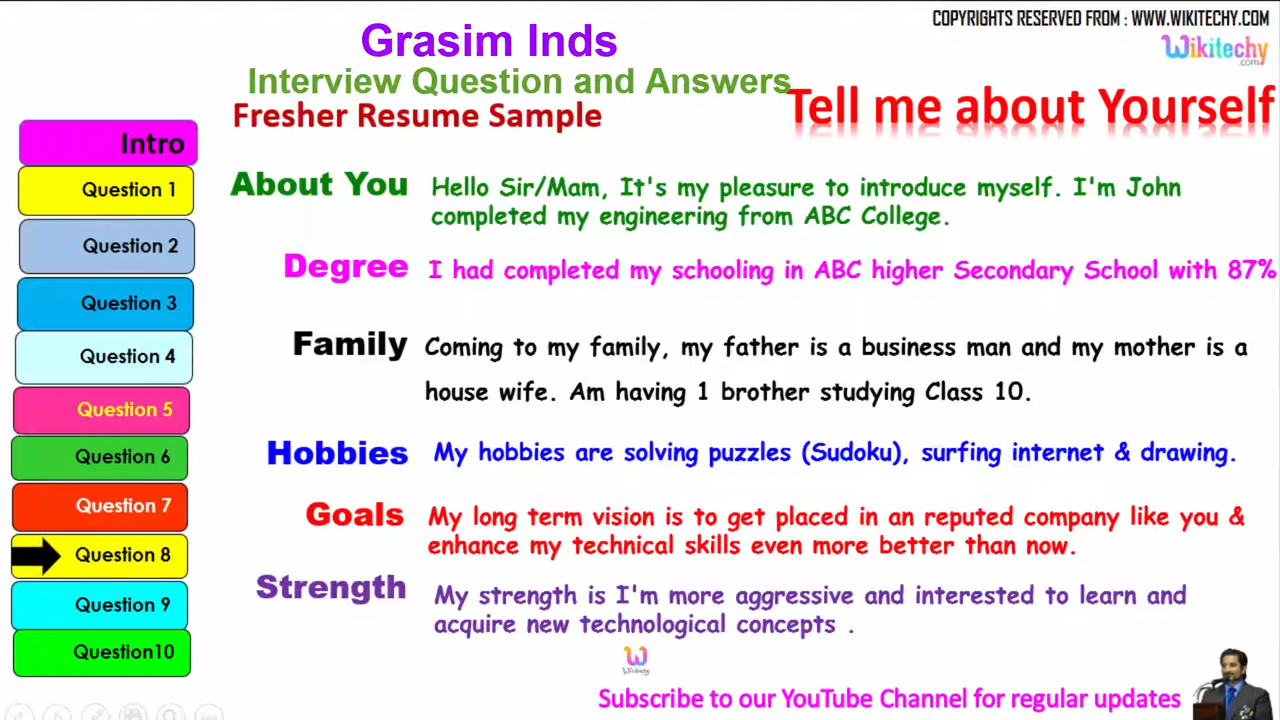 COPYRIGHTS RESERVED FROM : WWW.WIKITECHY.COM
Wikitechy
.com
Grasim Inds
Interview Question and Answers
Fresher Resume Sample
Tell me about Yourself
Intro
Question 1
Question 2
Question 3
Question 4
Question 5
Question 6
Question 7
Question 8
Question 9
Question10
About You
Hello Sir/Mam, It's my pleasure to introduce myself. I'm John
completed my engineering from ABC College.
Degree
I had completed my schooling in ABC higher Secondary School with 87%
Family
Coming to my family, my father is a business man and my mother is a
house wife. Am having 1 brother studying Class 10.
Hobbies
My hobbies are solving puzzles (Sudoku), surfing internet & drawing.
Goals
My long term vision is to get placed in an reputed company like you &
enhance my technical skills even more better than now.
Strength
My strength is I'm more aggressive and interested to learn and
acquire new technological concepts .
W
Wikitechy
Subscribe to our YouTube Channel for regular updates